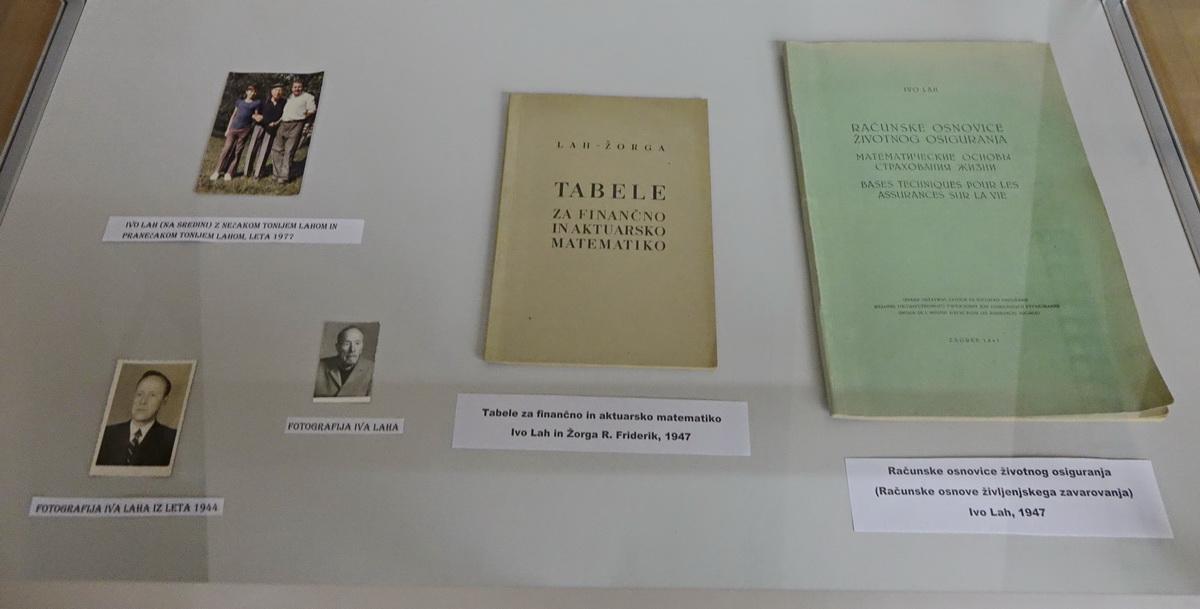 IVO LAH (NA SREDINI) Z NEČAKOM TONIJEM LAHOM IN
PRANEČAKOM TONIJEM LAHOM, LETA 1977
FOTOGRAFIJA IVA LAHA IZ LETA 1944
FOTOGRAFIJA IVA LAHA
LAH-ŽORGA
TABELE
ZA FINANČNO
IN AKTUARSKO
MATEMATIKO
Tabele za finančno in aktuarsko matematiko
Ivo Lah in Žorga R. Friderik, 1947
IVO LAH
RAČUNSKE OSNOVICE
ŽIVOTNOG OSIGURANJA
МАТЕМАТИЧЕСКИЕ ОСНОВЫ
СТРАХОВАНИЯ ЖИЗНИ
BASES TECHNIQUES POUR LES
ASSURANCES SUR LA VIE
ZAGREB 1947
Računske osnovice životnog osiguranja
(Računske osnove življenjskega zavarovanja)
Ivo Lah, 1947